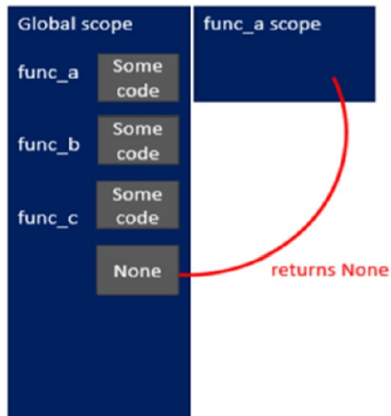 Global scope
func_a
Some
code
func_b
Some
code
func_c
Some
code
None
func_a scope
returns None